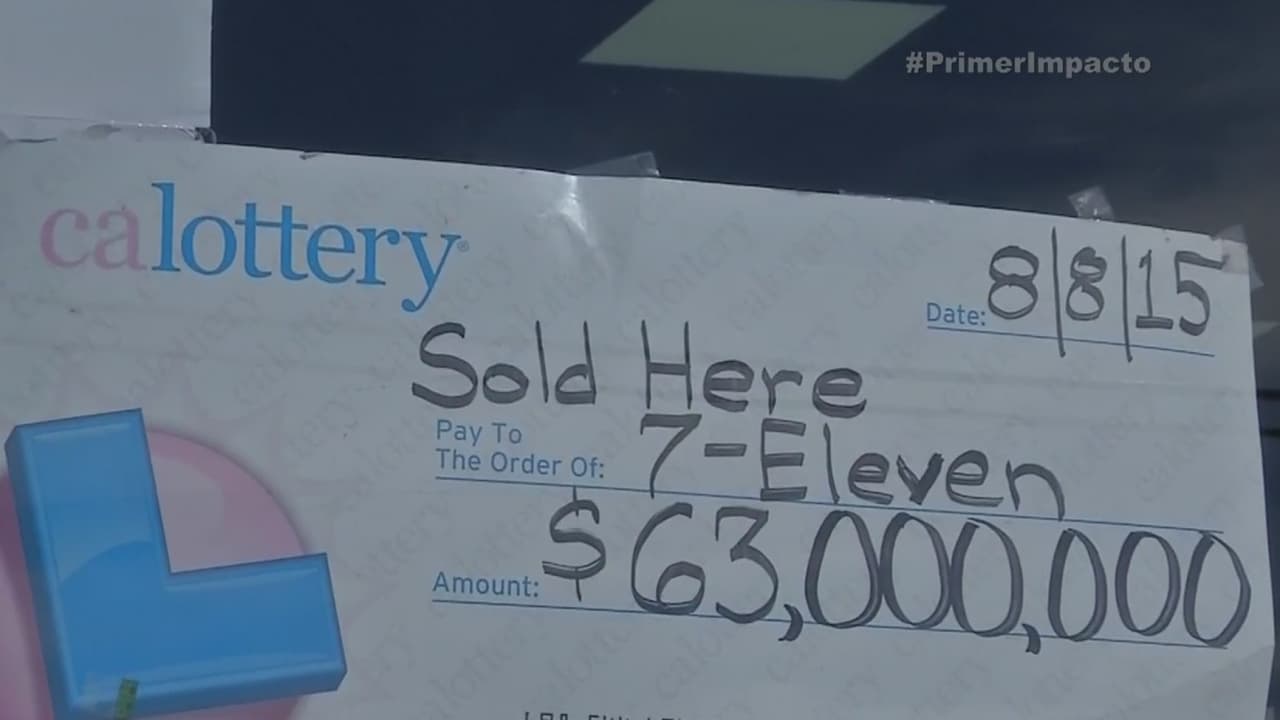 #PrimerImpacto
calottery
Date: 8|8|15
Sold Here
Pay To
The Order Of: 7-Eleven
Amount: $63,000,000